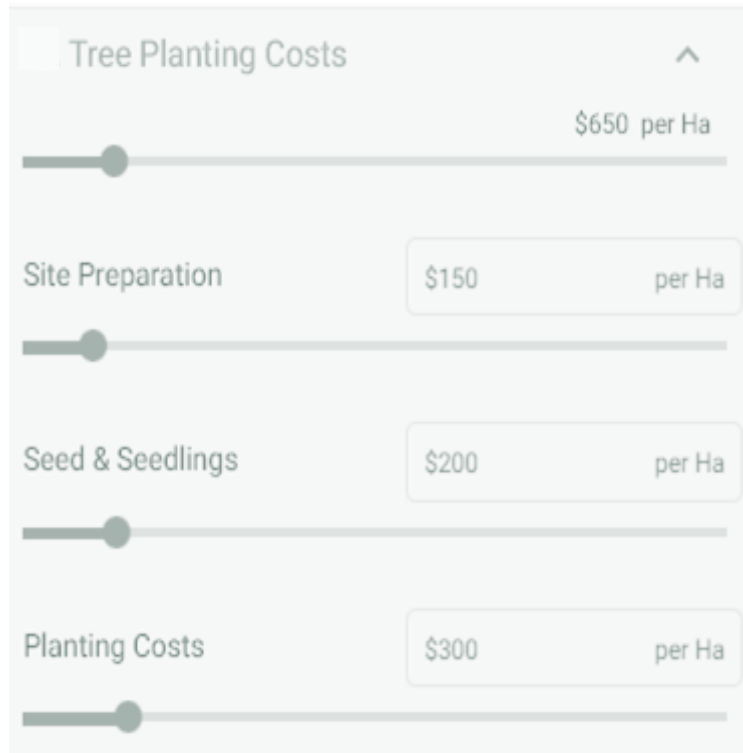 Tree Planting Costs
$650 per Ha
Site Preparation $150 per Ha
Seed & Seedlings $200 per Ha
Planting Costs $300 per Ha